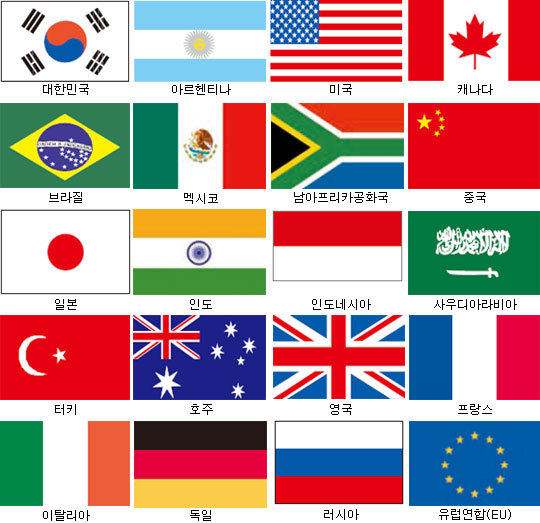 대한민국
아르헨티나
미국
캐나다
브라질
멕시코
남아프리카공화국
중국
일본
인도
인도네시아
사우디아라비아
터키
호주
영국
프랑스
이탈리아
독일
러시아
유럽연합(EU)